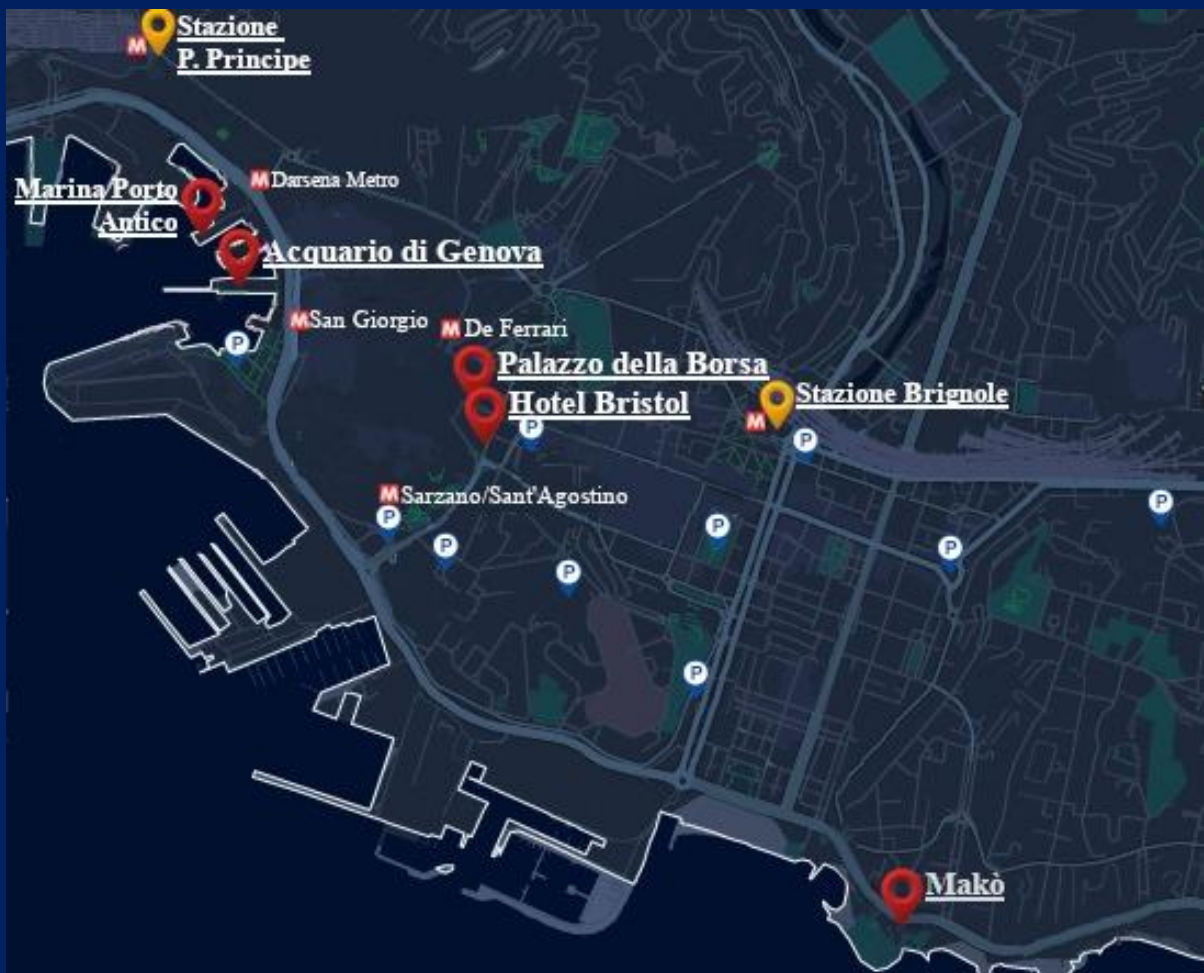 Stazione
P. Principe
M
M Darsena Metro
Marina Porto
Antico
Acquario di Genova
M San Giorgio
M De Ferrari
P
Palazzo della Borsa
Hotel Bristol
Stazione Brignole
M
P
P
M Sarzano/Sant'Agostino
P
P
P
P
P
P
P
Makò